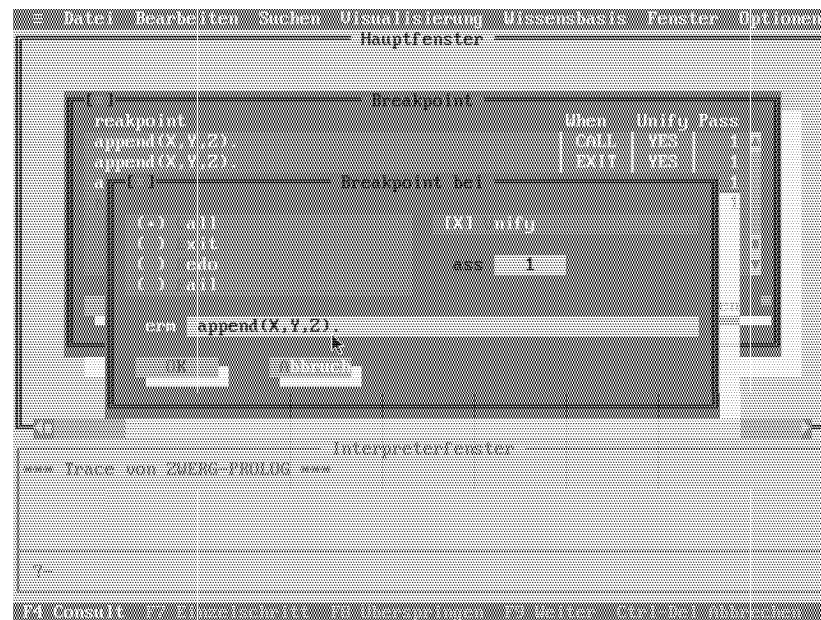 ≡ Datei Bearbeiten Suchen Visualisierung Wissensbasis Fenster Optionen
Hauptfenster
[ ] Breakpoint
reakpoint When Unify Pass
append(X,Y,Z). CALL YES 1
append(X,Y,Z). EXIT YES 1
a 1
[ ] Breakpoint bei
(•) all [X] nify
( ) xit
( ) edo ass 1
( ) ail
erm append(X,Y,Z).
OK Abbruch
Interpreterfenster
*** Trace von ZWERG-PROLOG ***
?-
F4 Consult F7 Einzelschritt F8 Überspringen F9 Weiter Ctrl-Del Abbrechen